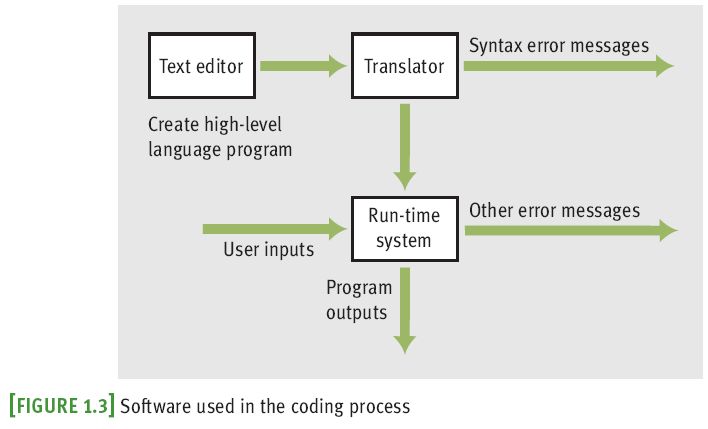 Text editor
Translator
Syntax error messages
Create high-level
language program
Run-time
system
Other error messages
User inputs
Program
outputs
[FIGURE 1.3] Software used in the coding process